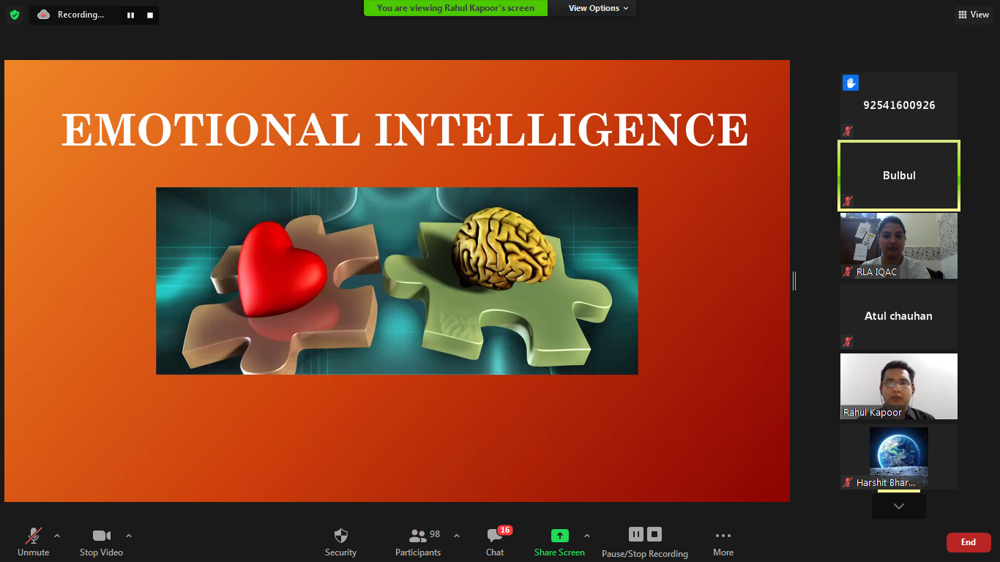 Recording...
You are viewing Rahul Kapoor's screen
View Options
View
EMOTIONAL INTELLIGENCE
92541600926
Bulbul
RLA IQAC
Atul chauhan
Rahul Kapoor
Harshit Bhar...
Unmute
Stop Video
Security
98
Participants
16
Chat
Share Screen
Pause/Stop Recording
More
End